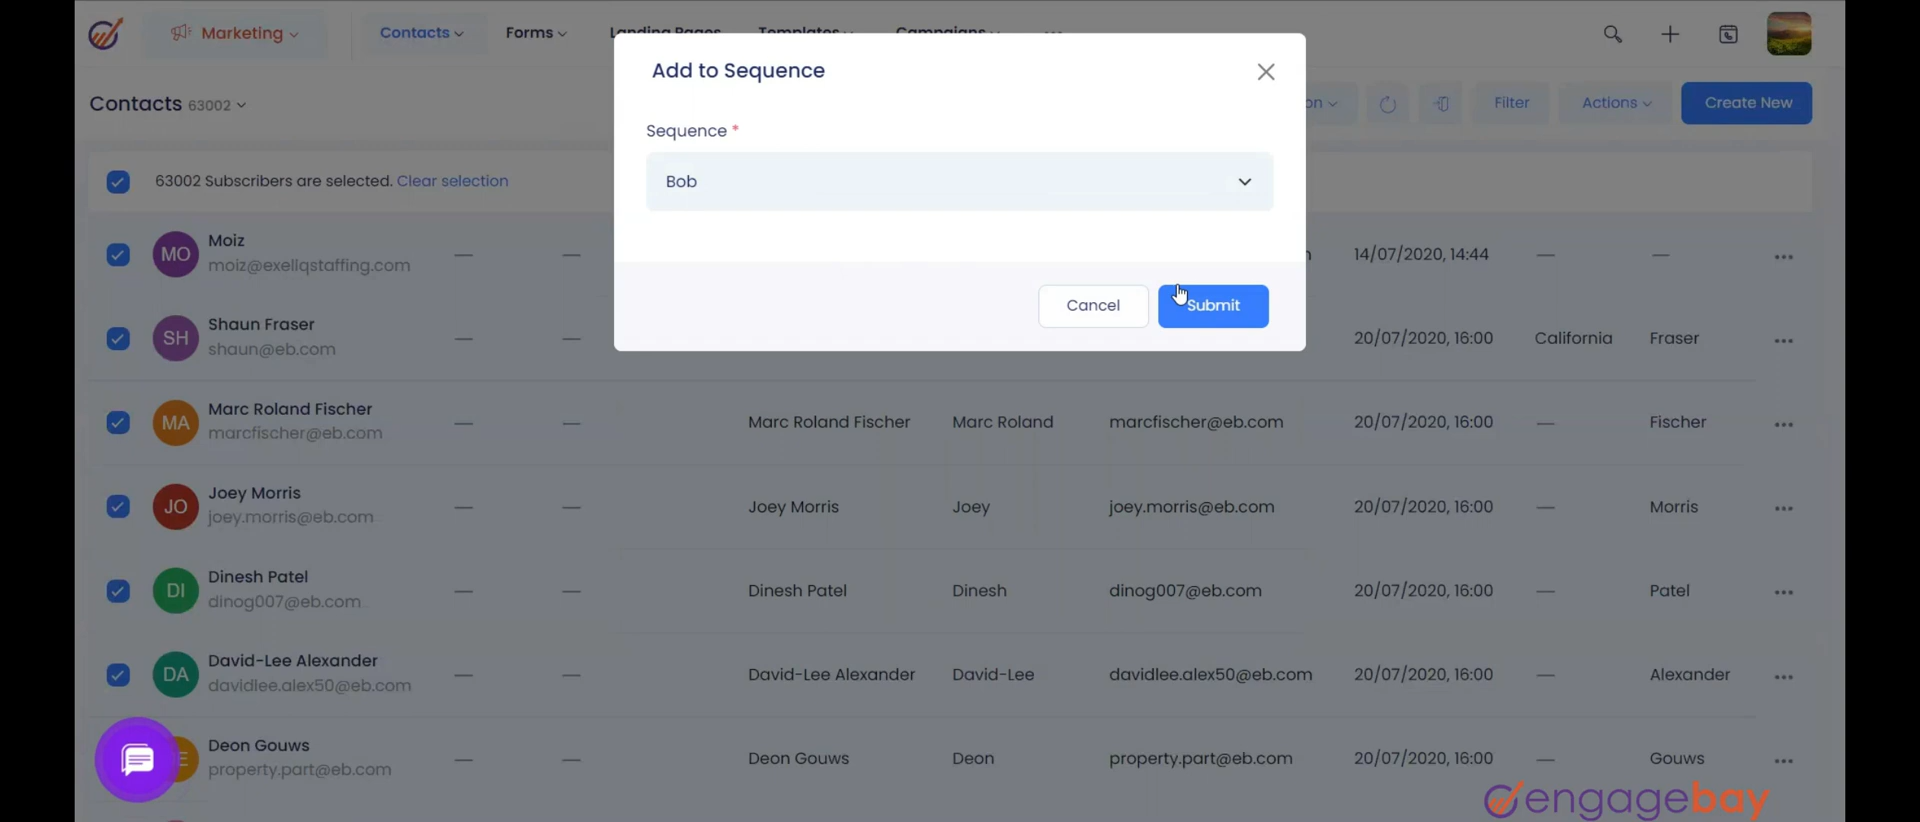 Marketing
Contacts
Forms
Landing Pages
Templates
Campaigns
Contacts 63002
Filter
Actions
Create New
Add to Sequence
Sequence *
Bob
Cancel
Submit
63002 Subscribers are selected. Clear selection
MO
Moiz
moiz@exellqstaffing.com
14/07/2020, 14:44
SH
Shaun Fraser
shaun@eb.com
20/07/2020, 16:00
California
Fraser
MA
Marc Roland Fischer
marcfischer@eb.com
Marc Roland Fischer
Marc Roland
marcfischer@eb.com
20/07/2020, 16:00
Fischer
JO
Joey Morris
joey.morris@eb.com
Joey Morris
Joey
joey.morris@eb.com
20/07/2020, 16:00
Morris
DI
Dinesh Patel
dinog007@eb.com
Dinesh Patel
Dinesh
dinog007@eb.com
20/07/2020, 16:00
Patel
DA
David-Lee Alexander
davidlee.alex50@eb.com
David-Lee Alexander
David-Lee
davidlee.alex50@eb.com
20/07/2020, 16:00
Alexander
Deon Gouws
property.part@eb.com
Deon Gouws
Deon
property.part@eb.com
20/07/2020, 16:00
Gouws
engagebay